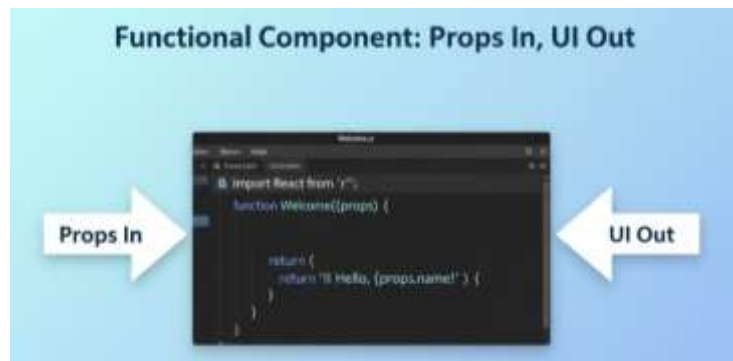 Functional Component: Props In, UI Out
import React from 'r'';
function Welcome({props) {
return (
return '!! Hello, {props.name!' ) {
}
}
}
Props In
UI Out